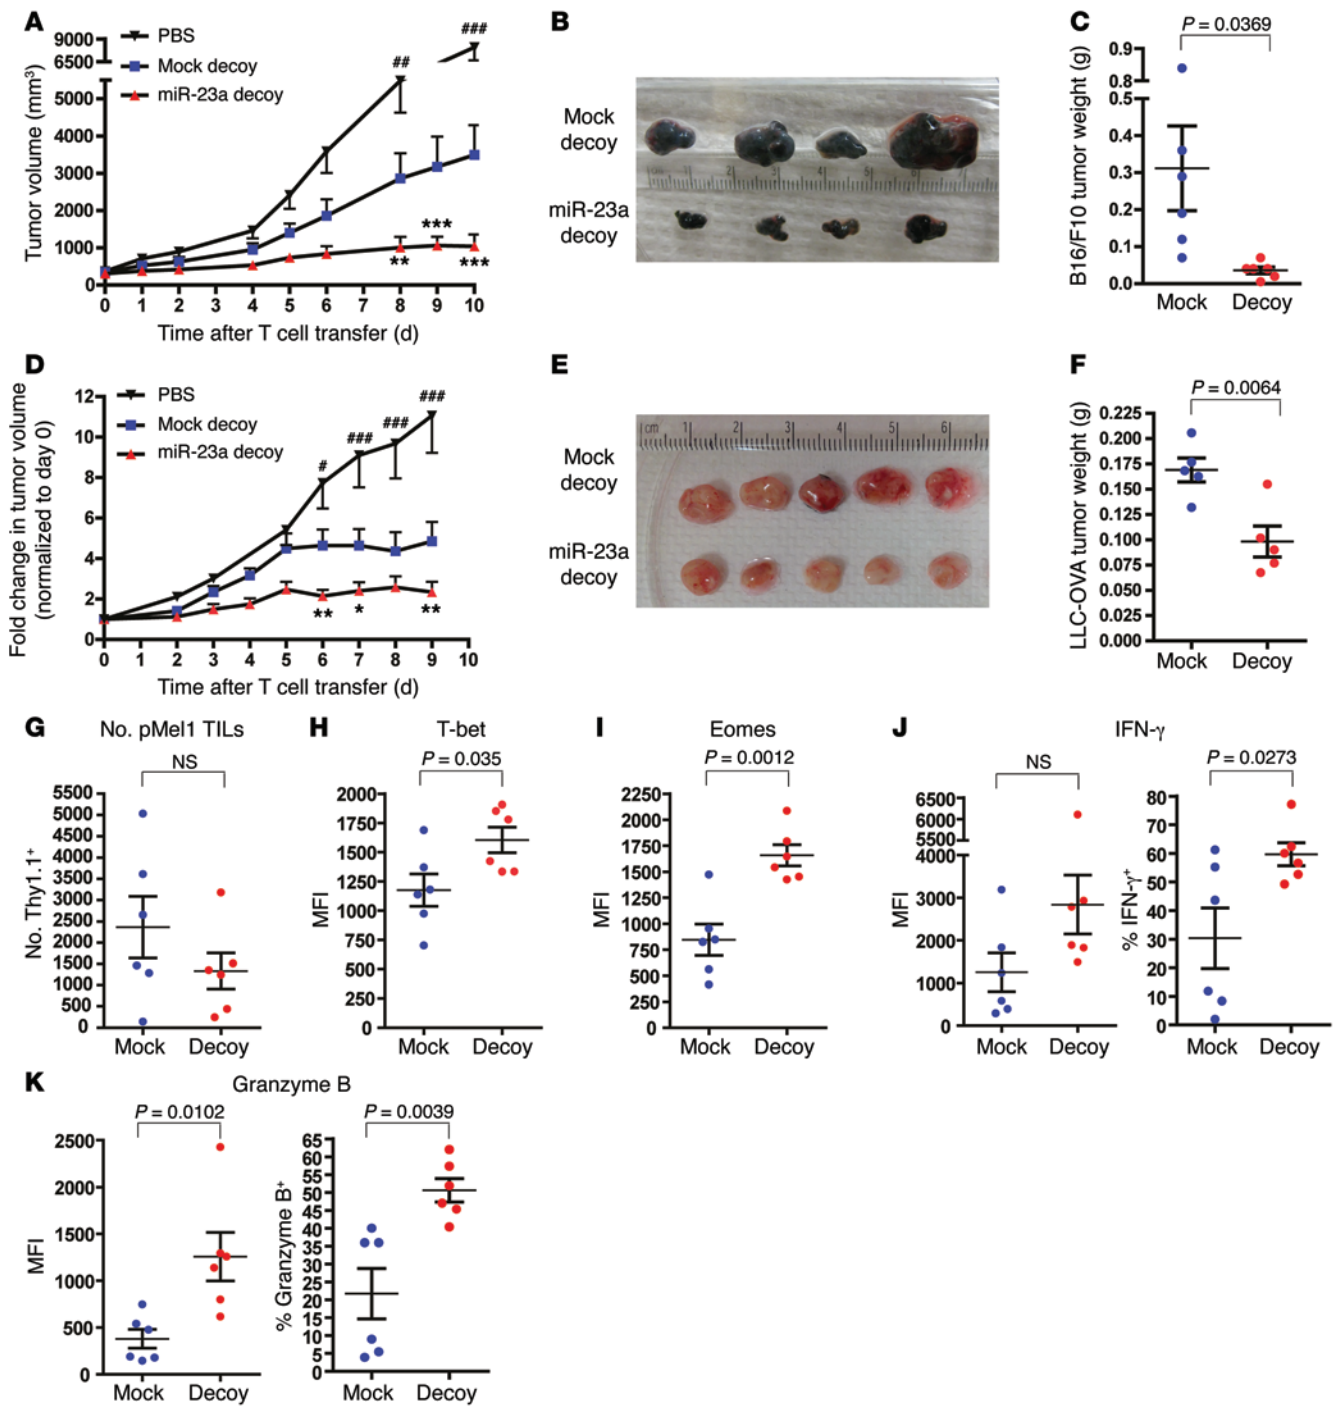 A
9000
6500
5000
4000
3000
2000
1000
0
Tumor volume (mm³)
PBS
Mock decoy
miR-23a decoy
##
###
***
**
***
0 1 2 3 4 5 6 7 8 9 10
Time after T cell transfer (d)
B
Mock
decoy
miR-23a
decoy
cm 1 2 3 4 5 6 7
C
P = 0.0369
B16/F10 tumor weight (g)
0.9
0.8
0.5
0.4
0.3
0.2
0.1
0.0
Mock Decoy
D
Fold change in tumor volume
(normalized to day 0)
12
10
8
6
4
2
0
PBS
Mock decoy
miR-23a decoy
#
###
###
###
**
*
**
0 1 2 3 4 5 6 7 8 9 10
Time after T cell transfer (d)
E
Mock
decoy
miR-23a
decoy
cm 1 2 3 4 5 6
F
P = 0.0064
LLC-OVA tumor weight (g)
0.225
0.200
0.175
0.150
0.125
0.100
0.075
0.050
0.025
0.000
Mock Decoy
G
No. pMel1 TILs
NS
No. Thy1.1⁺
5500
5000
4500
4000
3500
3000
2500
2000
1500
1000
500
0
Mock Decoy
H
T-bet
P = 0.035
MFI
2000
1750
1500
1250
1000
750
500
250
0
Mock Decoy
I
Eomes
P = 0.0012
MFI
2250
2000
1750
1500
1250
1000
750
500
250
0
Mock Decoy
J
IFN-γ
NS
MFI
6500
6000
5500
4000
3000
2000
1000
0
Mock Decoy
P = 0.0273
% IFN-γ⁺
80
70
60
50
40
30
20
10
0
Mock Decoy
K
Granzyme B
P = 0.0102
MFI
2500
2000
1500
1000
500
0
Mock Decoy
P = 0.0039
% Granzyme B⁺
65
60
55
50
45
40
35
30
25
20
15
10
5
0
Mock Decoy